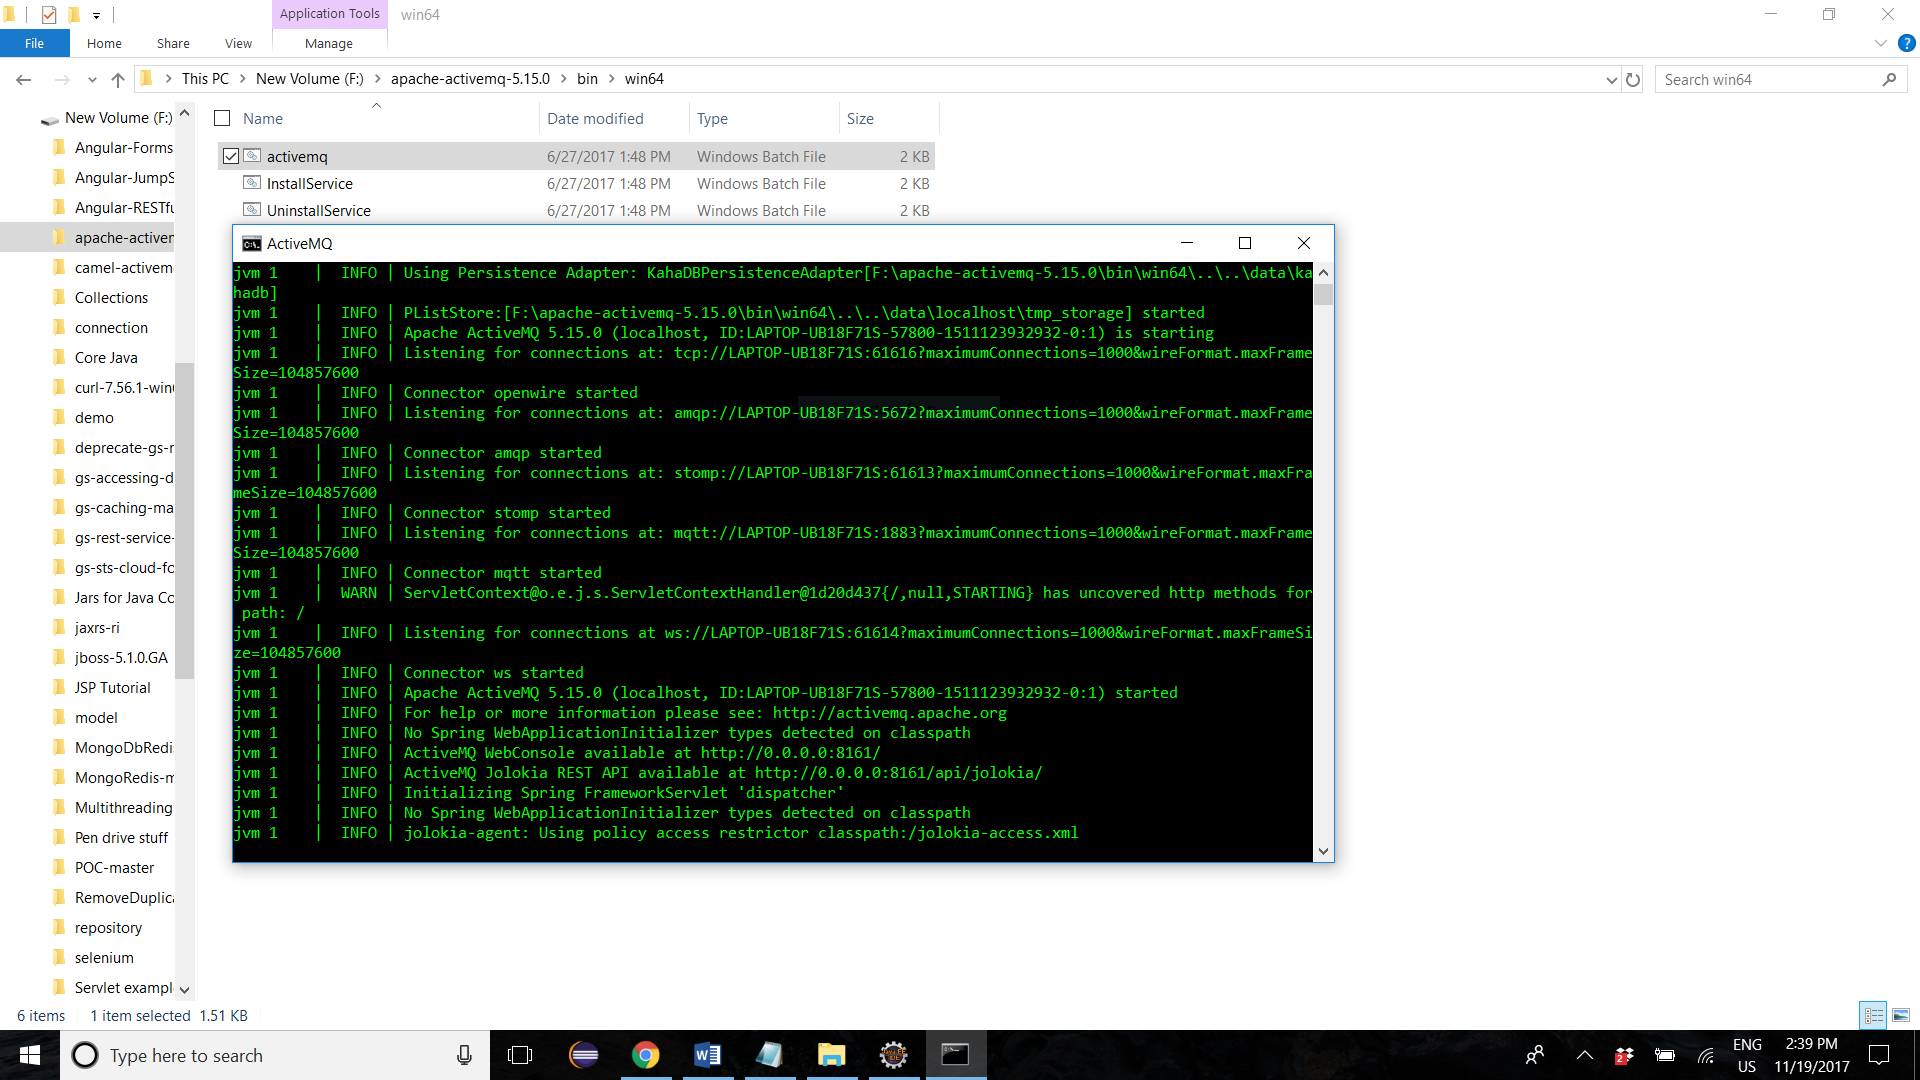 Application Tools
win64
File
Home
Share
View
Manage
This PC
New Volume (F:)
apache-activemq-5.15.0
bin
win64
Search win64
New Volume (F:)
Angular-Forms
Angular-JumpS
Angular-RESTfu
apache-activem
camel-activem
Collections
connection
Core Java
curl-7.56.1-win
demo
deprecate-gs-r
gs-accessing-d
gs-caching-ma
gs-rest-service-
gs-sts-cloud-fo
Jars for Java Co
jaxrs-ri
jboss-5.1.0.GA
JSP Tutorial
model
MongoDbRedi
MongoRedis-m
Multithreading
Pen drive stuff
POC-master
RemoveDuplica
repository
selenium
Servlet exampl
Name Date modified Type Size
activemq 6/27/2017 1:48 PM Windows Batch File 2 KB
InstallService 6/27/2017 1:48 PM Windows Batch File 2 KB
UninstallService 6/27/2017 1:48 PM Windows Batch File 2 KB
ActiveMQ
jvm 1    |  INFO | Using Persistence Adapter: KahaDBPersistenceAdapter[F:\apache-activemq-5.15.0\bin\win64\..\..\data\ka
hadb]
jvm 1    |  INFO | PListStore:[F:\apache-activemq-5.15.0\bin\win64\..\..\data\localhost\tmp_storage] started
jvm 1    |  INFO | Apache ActiveMQ 5.15.0 (localhost, ID:LAPTOP-UB18F71S-57800-1511123932932-0:1) is starting
jvm 1    |  INFO | Listening for connections at: tcp://LAPTOP-UB18F71S:61616?maximumConnections=1000&wireFormat.maxFrame
Size=104857600
jvm 1    |  INFO | Connector openwire started
jvm 1    |  INFO | Listening for connections at: amqp://LAPTOP-UB18F71S:5672?maximumConnections=1000&wireFormat.maxFrame
Size=104857600
jvm 1    |  INFO | Connector amqp started
jvm 1    |  INFO | Listening for connections at: stomp://LAPTOP-UB18F71S:61613?maximumConnections=1000&wireFormat.maxFra
meSize=104857600
jvm 1    |  INFO | Connector stomp started
jvm 1    |  INFO | Listening for connections at: mqtt://LAPTOP-UB18F71S:1883?maximumConnections=1000&wireFormat.maxFrame
Size=104857600
jvm 1    |  INFO | Connector mqtt started
jvm 1    |  WARN | ServletContext@o.e.j.s.ServletContextHandler@1d20d437{/,null,STARTING} has uncovered http methods for
 path: /
jvm 1    |  INFO | Listening for connections at ws://LAPTOP-UB18F71S:61614?maximumConnections=1000&wireFormat.maxFrameSi
ze=104857600
jvm 1    |  INFO | Connector ws started
jvm 1    |  INFO | Apache ActiveMQ 5.15.0 (localhost, ID:LAPTOP-UB18F71S-57800-1511123932932-0:1) started
jvm 1    |  INFO | For help or more information please see: http://activemq.apache.org
jvm 1    |  INFO | No Spring WebApplicationInitializer types detected on classpath
jvm 1    |  INFO | ActiveMQ WebConsole available at http://0.0.0.0:8161/
jvm 1    |  INFO | ActiveMQ Jolokia REST API available at http://0.0.0.0:8161/api/jolokia/
jvm 1    |  INFO | Initializing Spring FrameworkServlet 'dispatcher'
jvm 1    |  INFO | No Spring WebApplicationInitializer types detected on classpath
jvm 1    |  INFO | jolokia-agent: Using policy access restrictor classpath:/jolokia-access.xml
6 items 1 item selected 1.51 KB
Type here to search
ENG
US
2:39 PM
11/19/2017